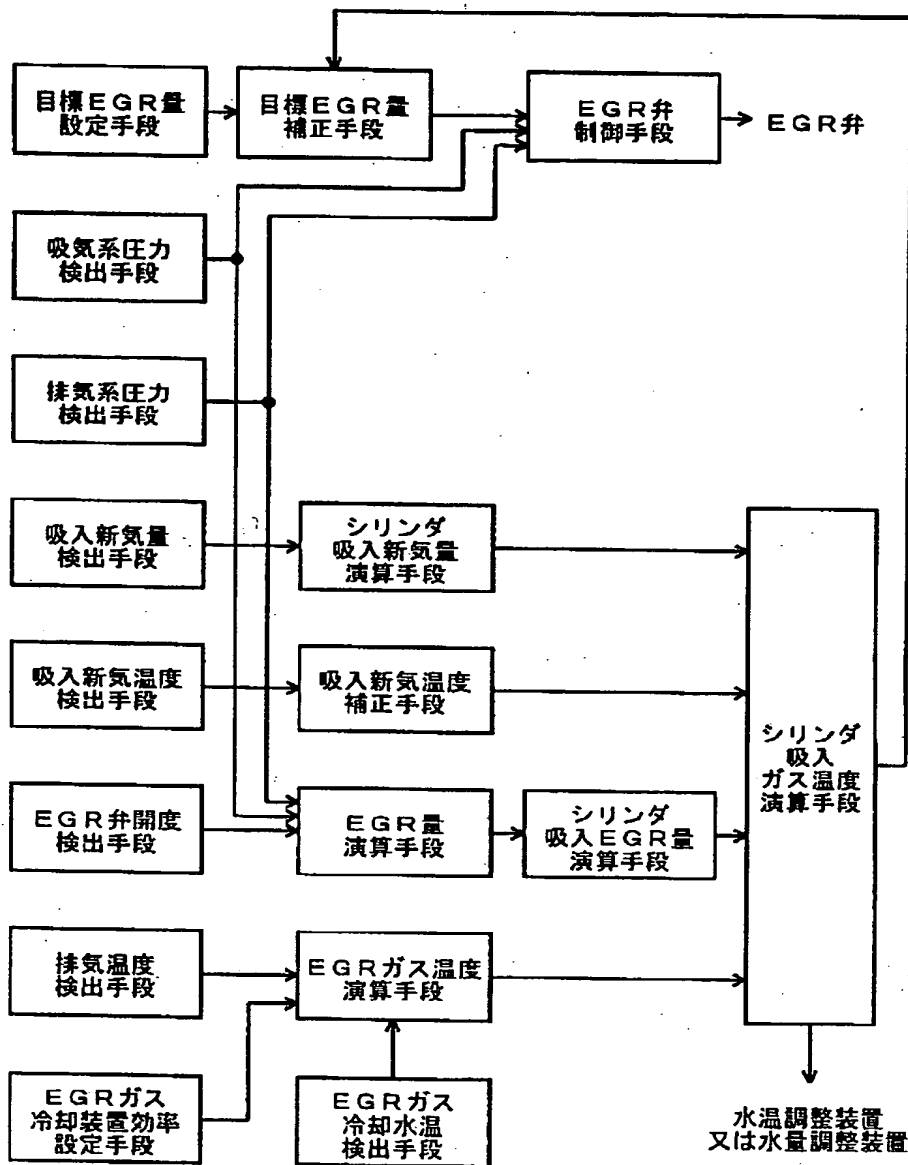 目標EGR量
設定手段
目標EGR量
補正手段
EGR弁
制御手段
EGR弁
吸気系圧力
検出手段
排気系圧力
検出手段
吸入新気量
検出手段
シリンダ
吸入新気量
演算手段
吸入新気温度
検出手段
吸入新気温度
補正手段
シリンダ
吸入
ガス温度
演算手段
EGR弁開度
検出手段
EGR量
演算手段
シリンダ
吸入EGR量
演算手段
排気温度
検出手段
EGRガス温度
演算手段
EGRガス
冷却装置効率
設定手段
EGRガス
冷却水温
検出手段
水温調整装置
又は水量調整装置